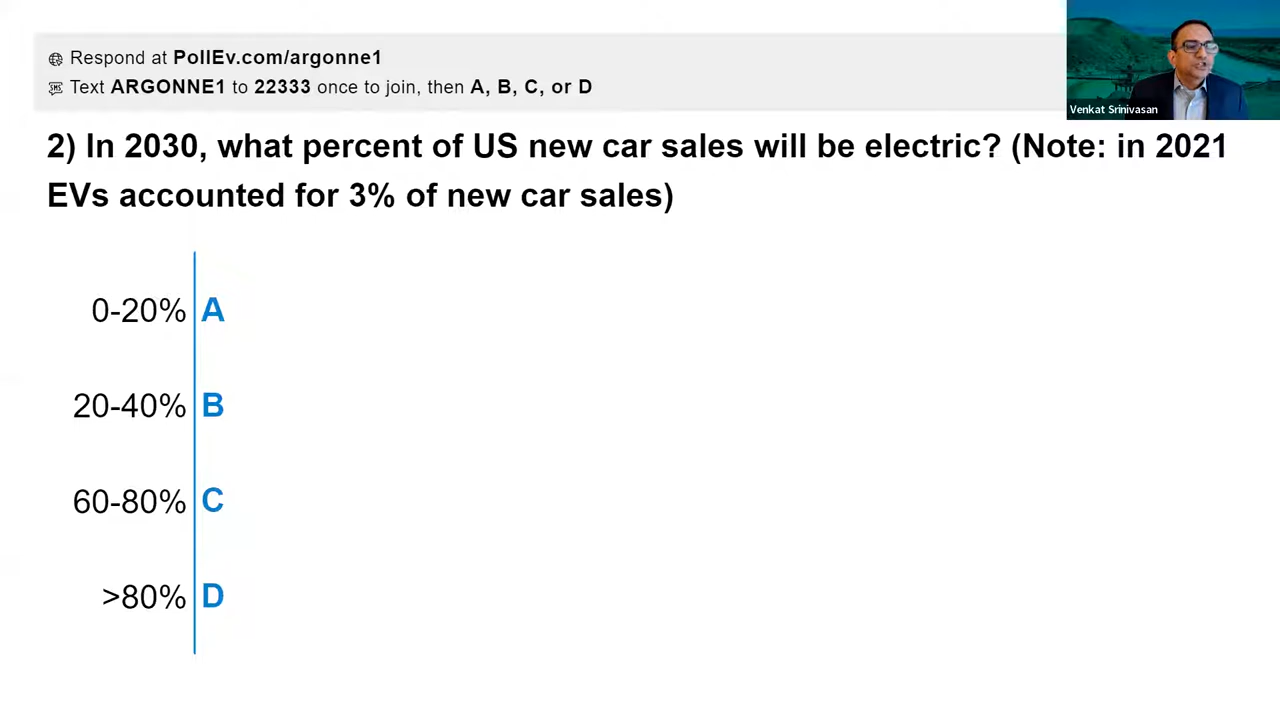 Respond at PollEv.com/argonne1
Text ARGONNE1 to 22333 once to join, then A, B, C, or D
Venkat Srinivasan
2) In 2030, what percent of US new car sales will be electric? (Note: in 2021
EVs accounted for 3% of new car sales)
0-20% A
20-40% B
60-80% C
>80% D